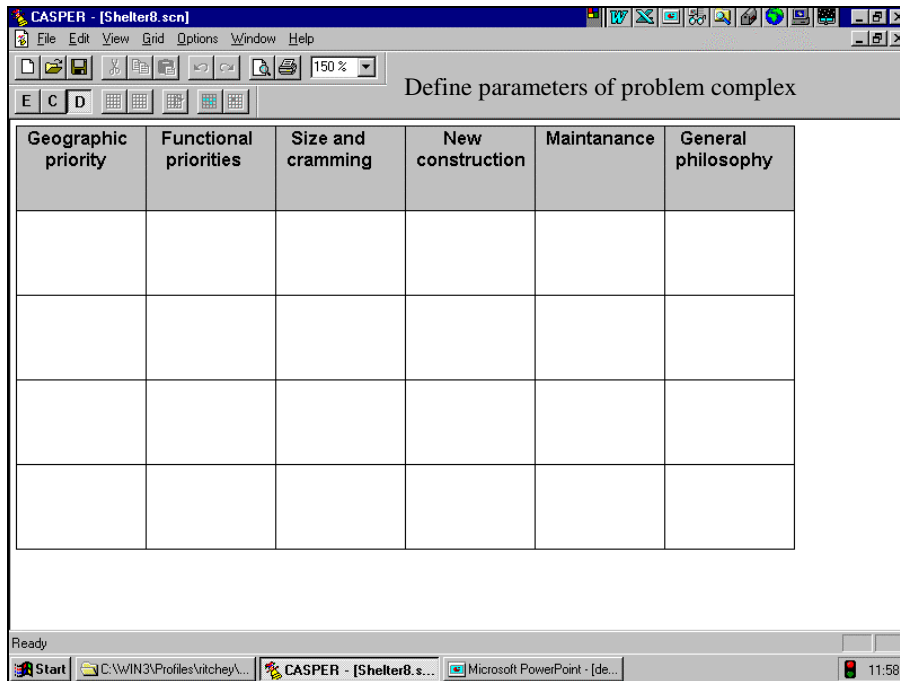 CASPER - [Shelter8.scn]
File Edit View Grid Options Window Help
150 %
Define parameters of problem complex
E C D
Geographic priority
Functional priorities
Size and cramming
New construction
Maintanance
General philosophy
Ready
Start
C:\WIN3\Profiles\ritchey\...
CASPER - [Shelter8.s...
Microsoft PowerPoint - [de...
11:58